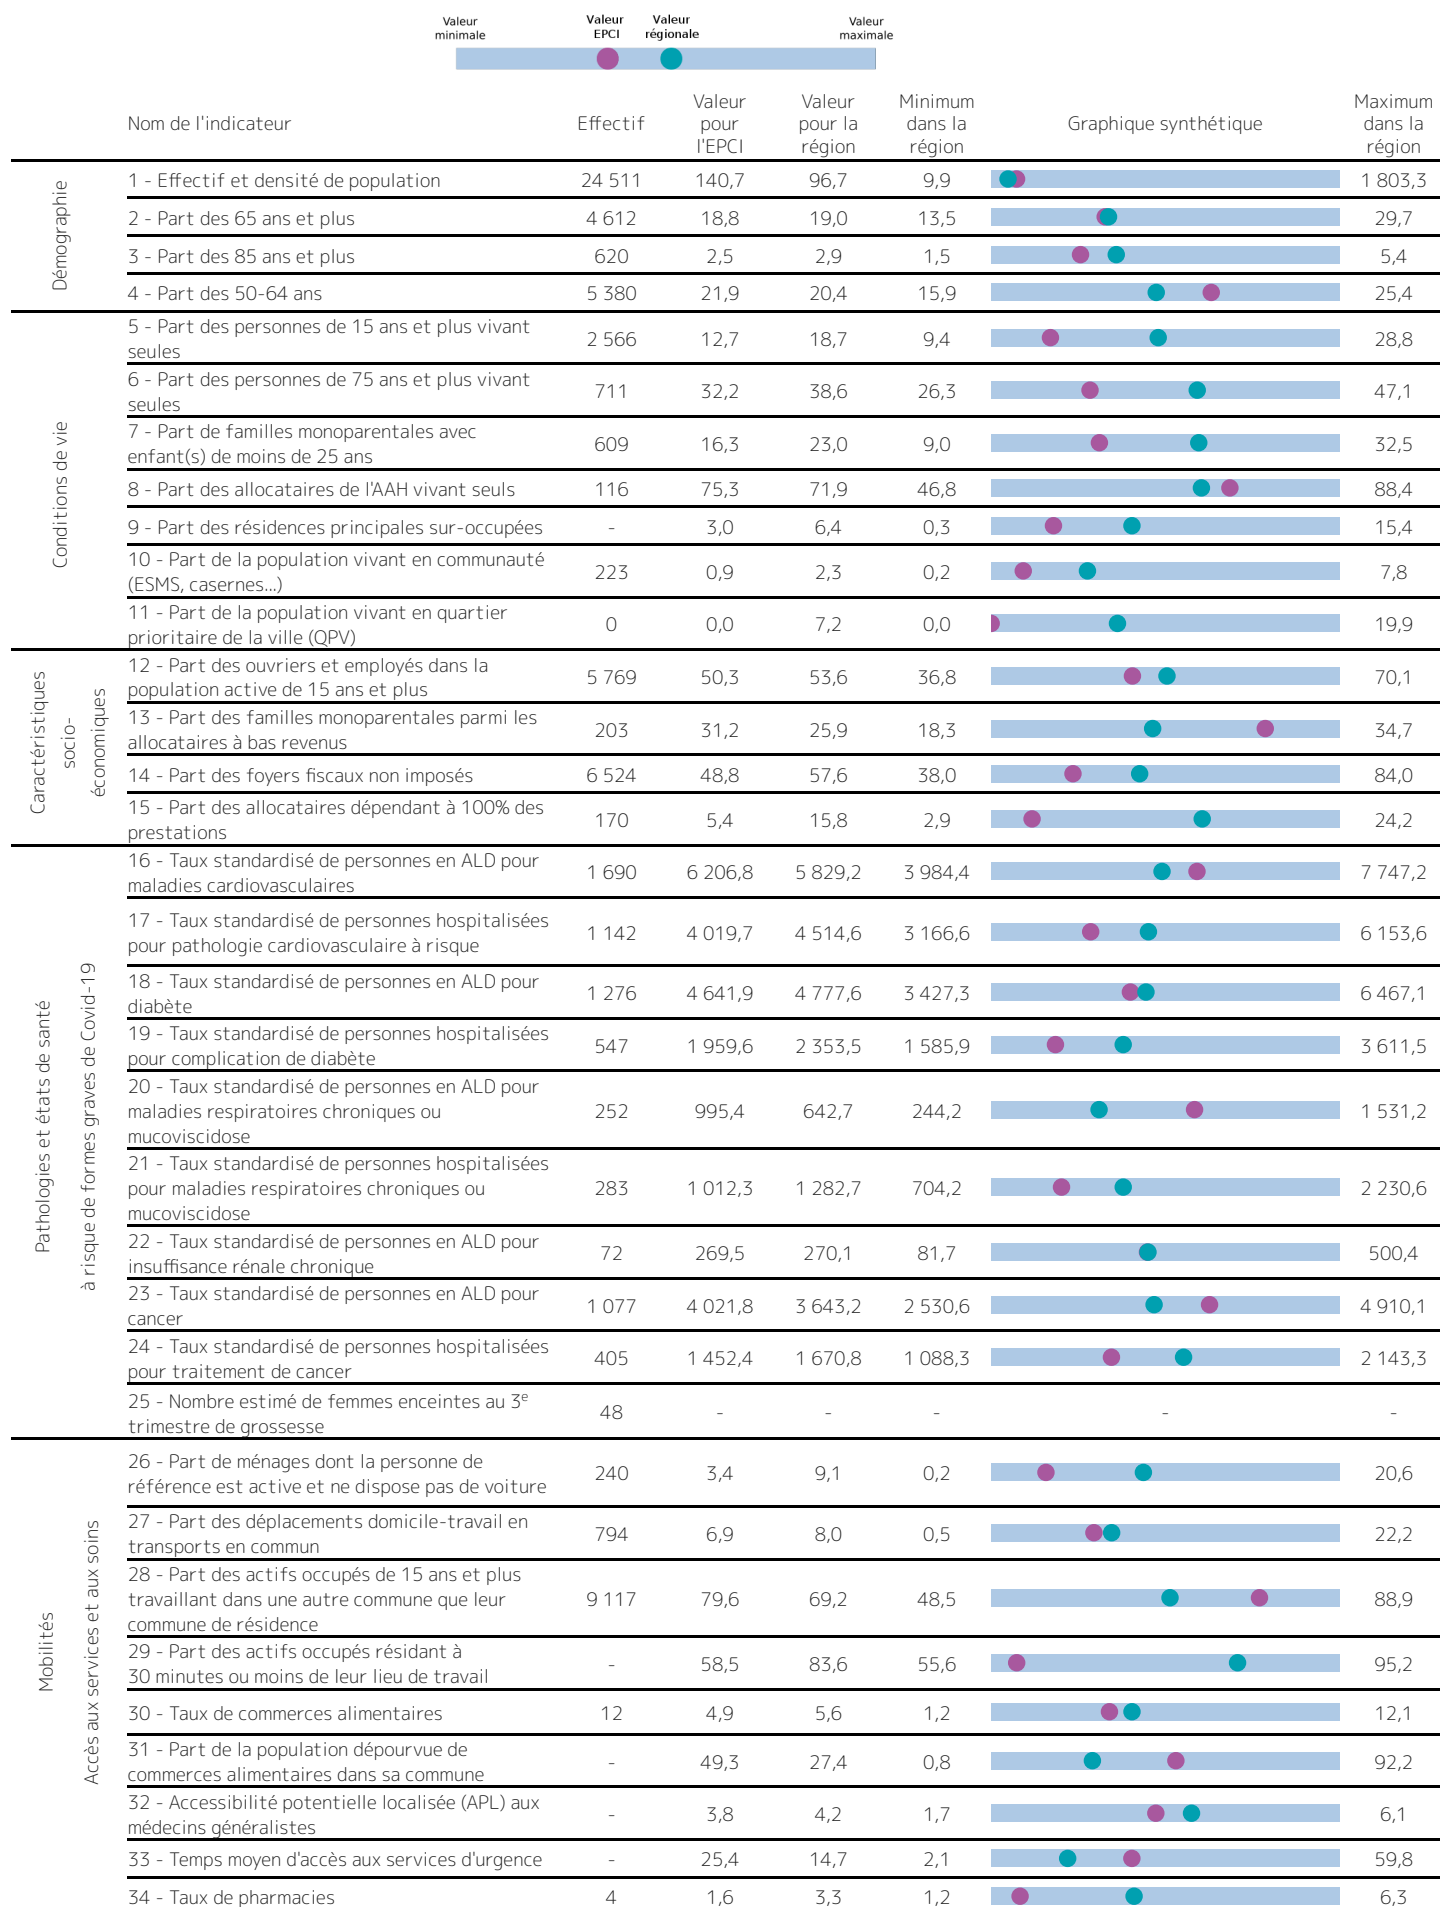 Valeur minimale
Valeur EPCI
Valeur régionale
Valeur maximale
Nom de l'indicateur Effectif Valeur pour l'EPCI Valeur pour la région Minimum dans la région Graphique synthétique Maximum dans la région
Démographie
1 - Effectif et densité de population 24 511 140,7 96,7 9,9 1 803,3
2 - Part des 65 ans et plus 4 612 18,8 19,0 13,5 29,7
3 - Part des 85 ans et plus 620 2,5 2,9 1,5 5,4
4 - Part des 50-64 ans 5 380 21,9 20,4 15,9 25,4
Conditions de vie
5 - Part des personnes de 15 ans et plus vivant
seules 2 566 12,7 18,7 9,4 28,8
6 - Part des personnes de 75 ans et plus vivant
seules 711 32,2 38,6 26,3 47,1
7 - Part de familles monoparentales avec
enfant(s) de moins de 25 ans 609 16,3 23,0 9,0 32,5
8 - Part des allocataires de l'AAH vivant seuls 116 75,3 71,9 46,8 88,4
9 - Part des résidences principales sur-occupées - 3,0 6,4 0,3 15,4
10 - Part de la population vivant en communauté
(ESMS, casernes...) 223 0,9 2,3 0,2 7,8
11 - Part de la population vivant en quartier
prioritaire de la ville (QPV) 0 0,0 7,2 0,0 19,9
Caractéristiques
socio-
économiques
12 - Part des ouvriers et employés dans la
population active de 15 ans et plus 5 769 50,3 53,6 36,8 70,1
13 - Part des familles monoparentales parmi les
allocataires à bas revenus 203 31,2 25,9 18,3 34,7
14 - Part des foyers fiscaux non imposés 6 524 48,8 57,6 38,0 84,0
15 - Part des allocataires dépendant à 100% des
prestations 170 5,4 15,8 2,9 24,2
Pathologies et états de santé
à risque de formes graves de Covid-19
16 - Taux standardisé de personnes en ALD pour
maladies cardiovasculaires 1 690 6 206,8 5 829,2 3 984,4 7 747,2
17 - Taux standardisé de personnes hospitalisées
pour pathologie cardiovasculaire à risque 1 142 4 019,7 4 514,6 3 166,6 6 153,6
18 - Taux standardisé de personnes en ALD pour
diabète 1 276 4 641,9 4 777,6 3 427,3 6 467,1
19 - Taux standardisé de personnes hospitalisées
pour complication de diabète 547 1 959,6 2 353,5 1 585,9 3 611,5
20 - Taux standardisé de personnes en ALD pour
maladies respiratoires chroniques ou
mucoviscidose 252 995,4 642,7 244,2 1 531,2
21 - Taux standardisé de personnes hospitalisées
pour maladies respiratoires chroniques ou
mucoviscidose 283 1 012,3 1 282,7 704,2 2 230,6
22 - Taux standardisé de personnes en ALD pour
insuffisance rénale chronique 72 269,5 270,1 81,7 500,4
23 - Taux standardisé de personnes en ALD pour
cancer 1 077 4 021,8 3 643,2 2 530,6 4 910,1
24 - Taux standardisé de personnes hospitalisées
pour traitement de cancer 405 1 452,4 1 670,8 1 088,3 2 143,3
25 - Nombre estimé de femmes enceintes au 3e
trimestre de grossesse 48 - - - - -
Mobilités
Accès aux services et aux soins
26 - Part de ménages dont la personne de
référence est active et ne dispose pas de voiture 240 3,4 9,1 0,2 20,6
27 - Part des déplacements domicile-travail en
transports en commun 794 6,9 8,0 0,5 22,2
28 - Part des actifs occupés de 15 ans et plus
travaillant dans une autre commune que leur
commune de résidence 9 117 79,6 69,2 48,5 88,9
29 - Part des actifs occupés résidant à
30 minutes ou moins de leur lieu de travail - 58,5 83,6 55,6 95,2
30 - Taux de commerces alimentaires 12 4,9 5,6 1,2 12,1
31 - Part de la population dépourvue de
commerces alimentaires dans sa commune - 49,3 27,4 0,8 92,2
32 - Accessibilité potentielle localisée (APL) aux
médecins généralistes - 3,8 4,2 1,7 6,1
33 - Temps moyen d'accès aux services d'urgence - 25,4 14,7 2,1 59,8
34 - Taux de pharmacies 4 1,6 3,3 1,2 6,3